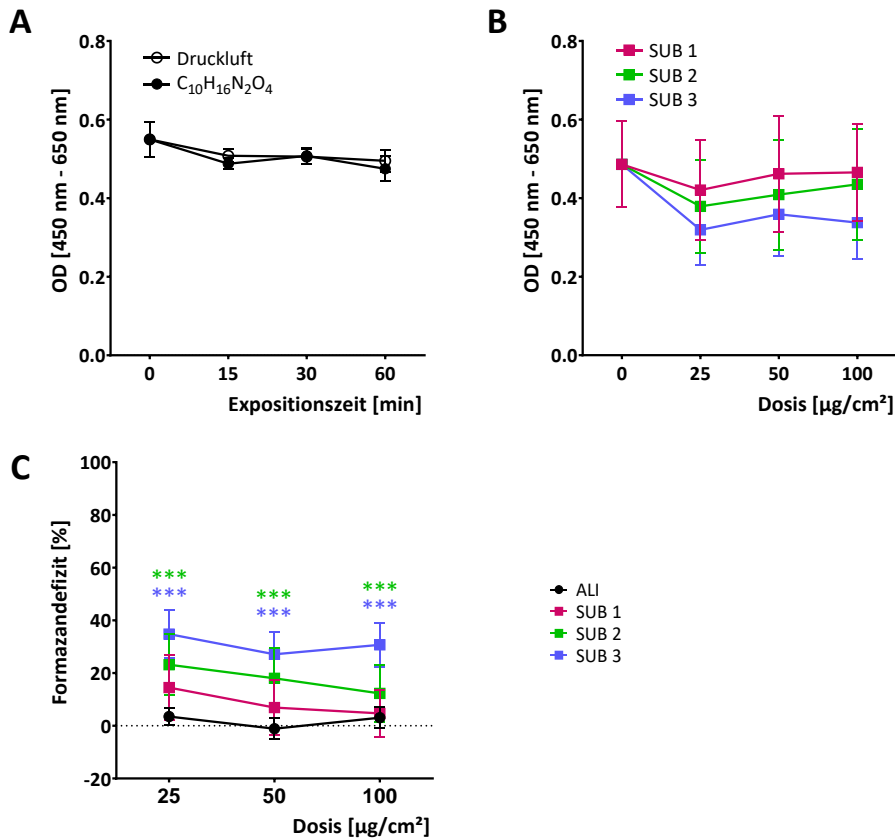 A
OD [450 nm - 650 nm]
0.8
0.6
0.4
0.2
0.0
Druckluft
C₁₀H₁₆N₂O₄
0 15 30 60
Expositionszeit [min]
B
OD [450 nm - 650 nm]
0.8
0.6
0.4
0.2
0.0
SUB 1
SUB 2
SUB 3
0 25 50 100
Dosis [µg/cm²]
C
Formazandefizit [%]
100
80
60
40
20
0
-20
*** *** ***
*** *** ***
25 50 100
Dosis [µg/cm²]
ALI
SUB 1
SUB 2
SUB 3